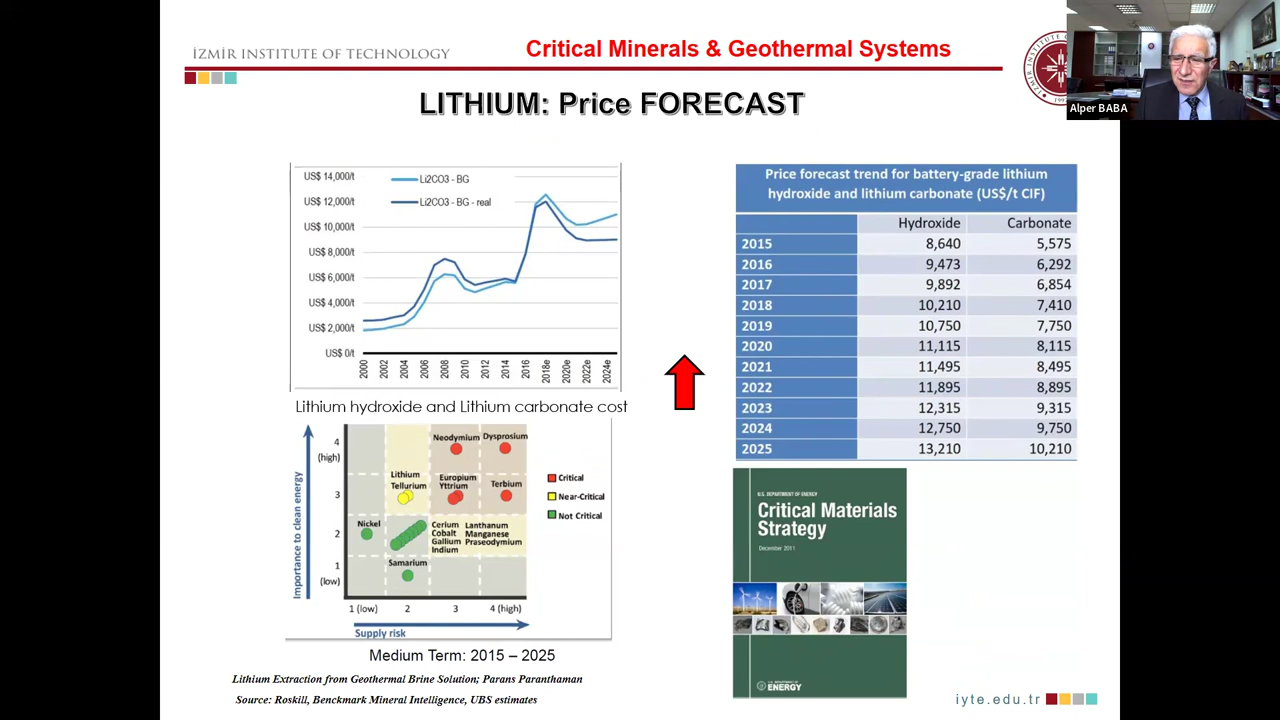 İZMİR INSTITUTE OF TECHNOLOGY
Critical Minerals & Geothermal Systems
Alper BABA
LITHIUM: Price FORECAST
US$ 14,000/t
US$ 12,000/t
US$ 10,000/t
US$ 8,000/t
US$ 6,000/t
US$ 4,000/t
US$ 2,000/t
US$ 0/t
Li2CO3 - BG
Li2CO3 - BG - real
2000 2002 2004 2006 2008 2010 2012 2014 2016 2018e 2020e 2022e 2024e
Lithium hydroxide and Lithium carbonate cost
Price forecast trend for battery-grade lithium
hydroxide and lithium carbonate (US$/t CIF)
Hydroxide Carbonate
2015 8,640 5,575
2016 9,473 6,292
2017 9,892 6,854
2018 10,210 7,410
2019 10,750 7,750
2020 11,115 8,115
2021 11,495 8,495
2022 11,895 8,895
2023 12,315 9,315
2024 12,750 9,750
2025 13,210 10,210
Importance to clean energy
4
(high)
3
2
1
(low)
Neodymium Dysprosium
Lithium
Tellurium
Europium
Yttrium
Terbium
Nickel
Cerium Lanthanum
Cobalt Manganese
Gallium Praseodymium
Indium
Samarium
1 (low) 2 3 4 (high)
Supply risk
Critical
Near-Critical
Not Critical
Medium Term: 2015 – 2025
U.S. DEPARTMENT OF ENERGY
Critical Materials
Strategy
December 2011
U.S. DEPARTMENT OF
ENERGY
Lithium Extraction from Geothermal Brine Solution; Parans Paranthaman
Source: Roskill, Benckmark Mineral Intelligence, UBS estimates
iyte.edu.tr